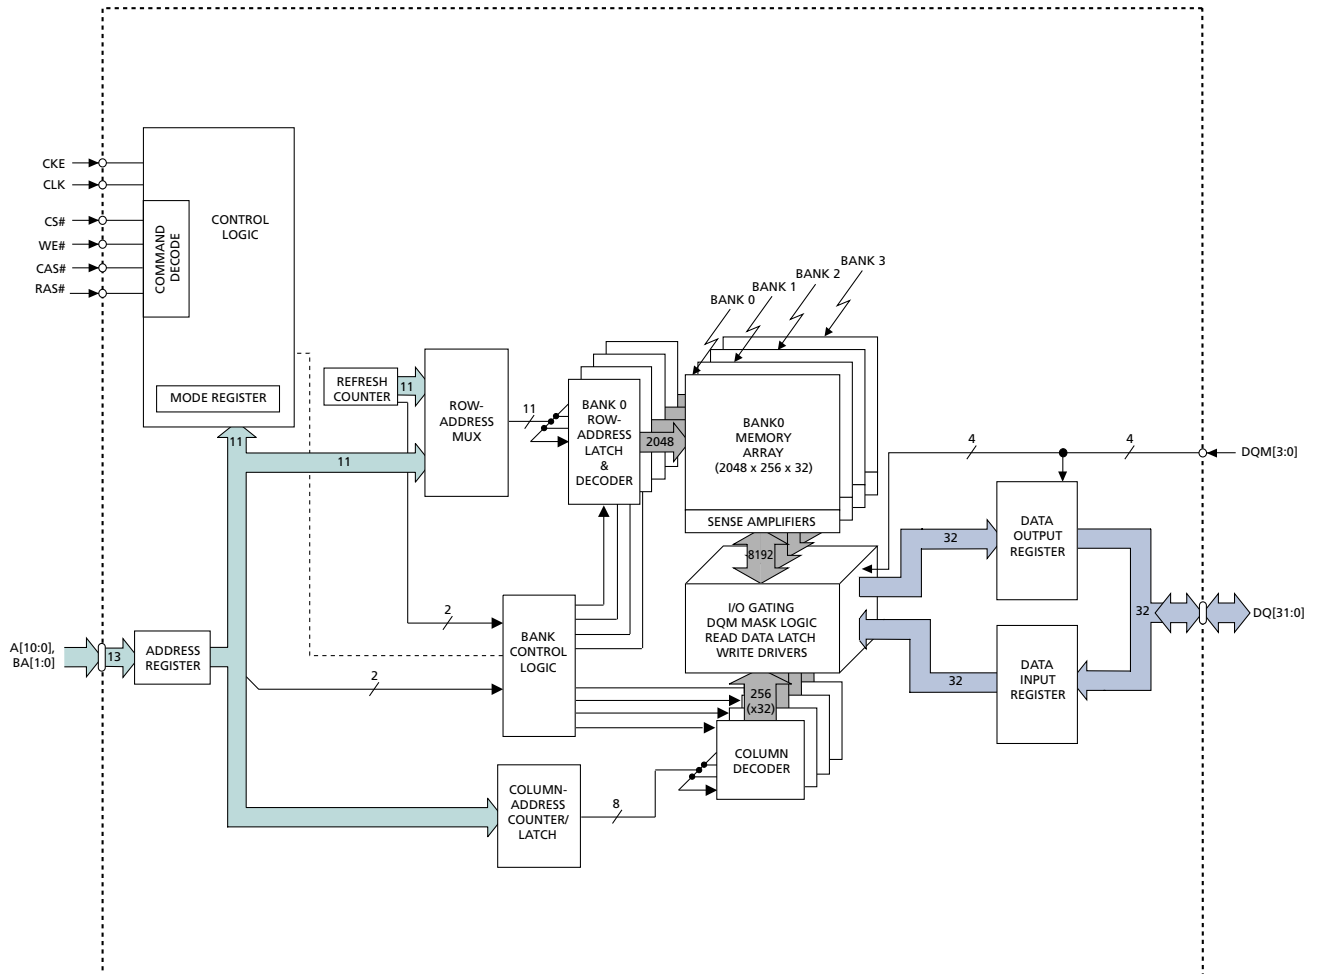 CKE
CLK
CS#
WE#
CAS#
RAS#
COMMAND
DECODE
CONTROL
LOGIC
MODE REGISTER
11
BANK 0
BANK 1
BANK 2
BANK 3
REFRESH
COUNTER
11
11
ROW-
ADDRESS
MUX
11
BANK 0
ROW-
ADDRESS
LATCH
&
DECODER
2048
BANK0
MEMORY
ARRAY
(2048 x 256 x 32)
SENSE AMPLIFIERS
8192
I/O GATING
DQM MASK LOGIC
READ DATA LATCH
WRITE DRIVERS
4
4
DQM[3:0]
32
DATA
OUTPUT
REGISTER
32
DQ[31:0]
32
DATA
INPUT
REGISTER
A[10:0],
BA[1:0]
13
ADDRESS
REGISTER
2
2
BANK
CONTROL
LOGIC
256
(x32)
COLUMN
DECODER
COLUMN-
ADDRESS
COUNTER/
LATCH
8